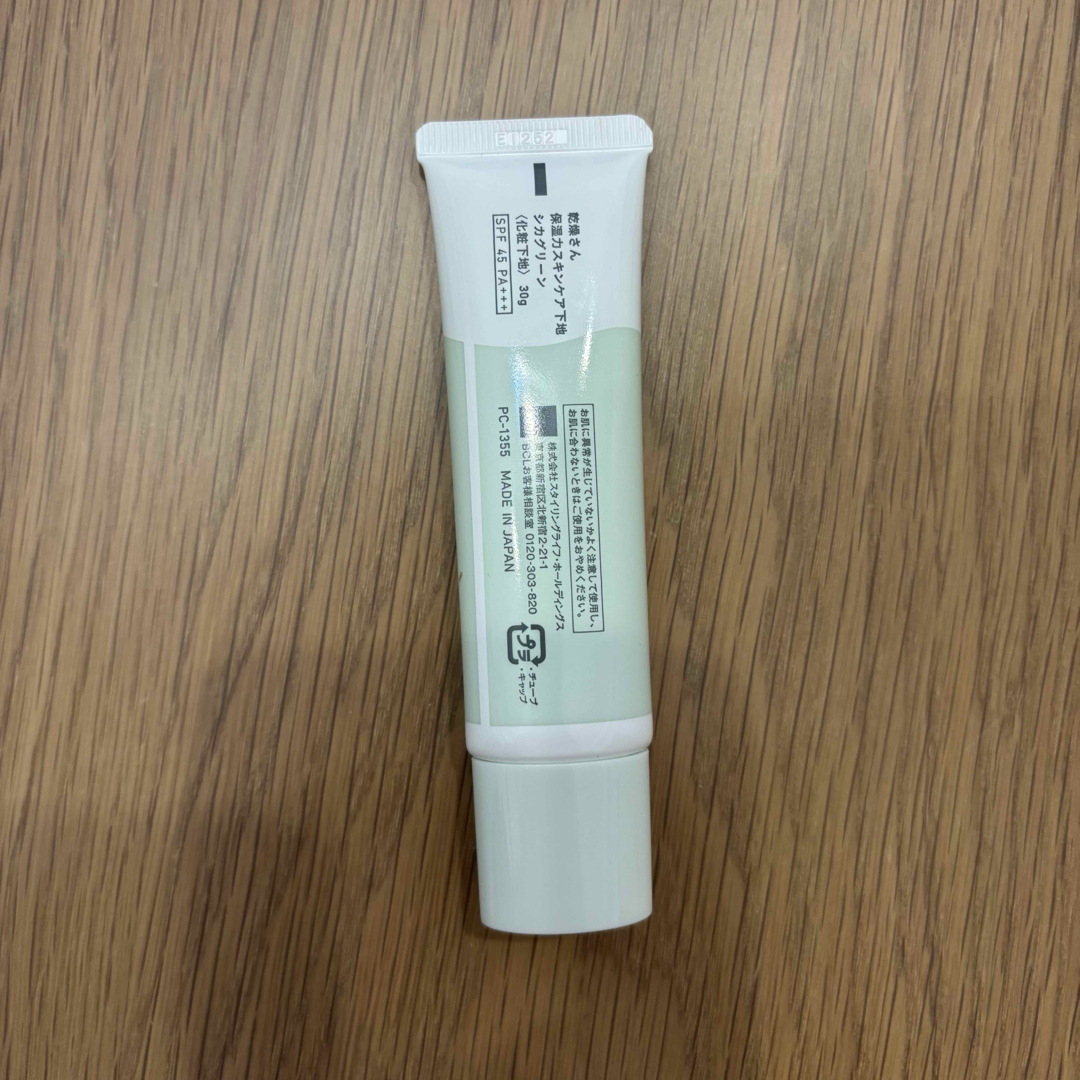 乾燥さん
保湿力スキンケア下地
シカグリーン
〈化粧下地〉 30g
SPF 45 PA+++
お肌に異常が生じていないかよく注意して使用し、
お肌に合わないときはご使用をおやめください。
株式会社 スタイリングライフ・ホールディングス
東京都新宿区北新宿2-21-1
BCLお客様相談室 0120-303-820
PC-1355 MADE IN JAPAN
プラ
・チューブ
・キャップ